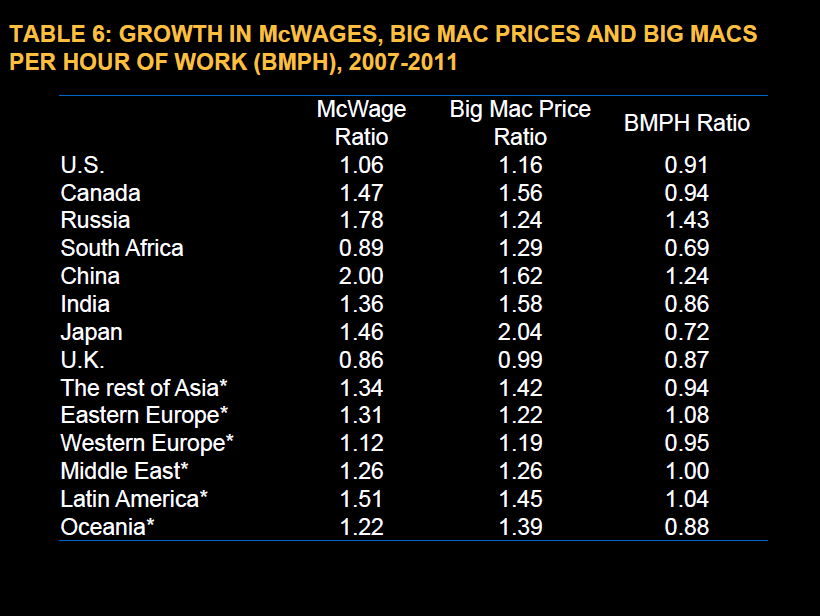 TABLE 6: GROWTH IN McWAGES, BIG MAC PRICES AND BIG MACS
PER HOUR OF WORK (BMPH), 2007-2011
McWage Ratio Big Mac Price Ratio BMPH Ratio
U.S. 1.06 1.16 0.91
Canada 1.47 1.56 0.94
Russia 1.78 1.24 1.43
South Africa 0.89 1.29 0.69
China 2.00 1.62 1.24
India 1.36 1.58 0.86
Japan 1.46 2.04 0.72
U.K. 0.86 0.99 0.87
The rest of Asia* 1.34 1.42 0.94
Eastern Europe* 1.31 1.22 1.08
Western Europe* 1.12 1.19 0.95
Middle East* 1.26 1.26 1.00
Latin America* 1.51 1.45 1.04
Oceania* 1.22 1.39 0.88